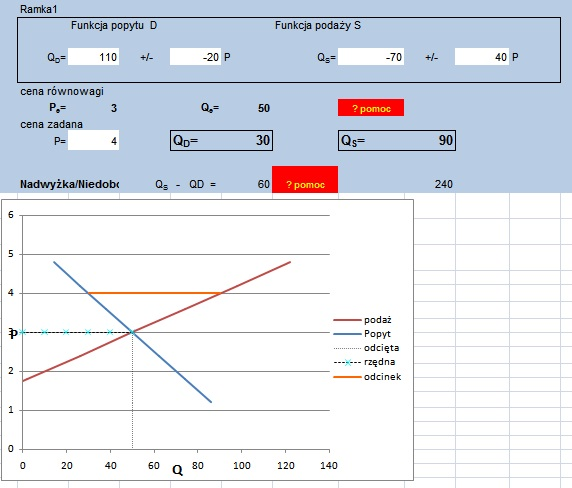 Ramka1
Funkcja popytu D Funkcja podaży S
QD= 110 +/- -20 P QS= -70 +/- 40 P
cena równowagi
Pe= 3 Qe= 50 ? pomoc
cena zadana
P= 4 QD= 30 QS= 90
Nadwyżka/Niedobo QS - QD = 60 ? pomoc 240
6
5
4
P 3
2
1
0
0 20 40 60 80 100 120 140
Q
podaż
Popyt
odcięta
rzędna
odcinek